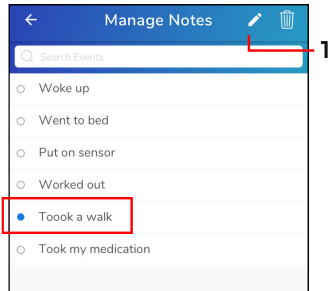 Manage Notes
1
Search Events
Woke up
Went to bed
Put on sensor
Worked out
Toook a walk
Took my medication